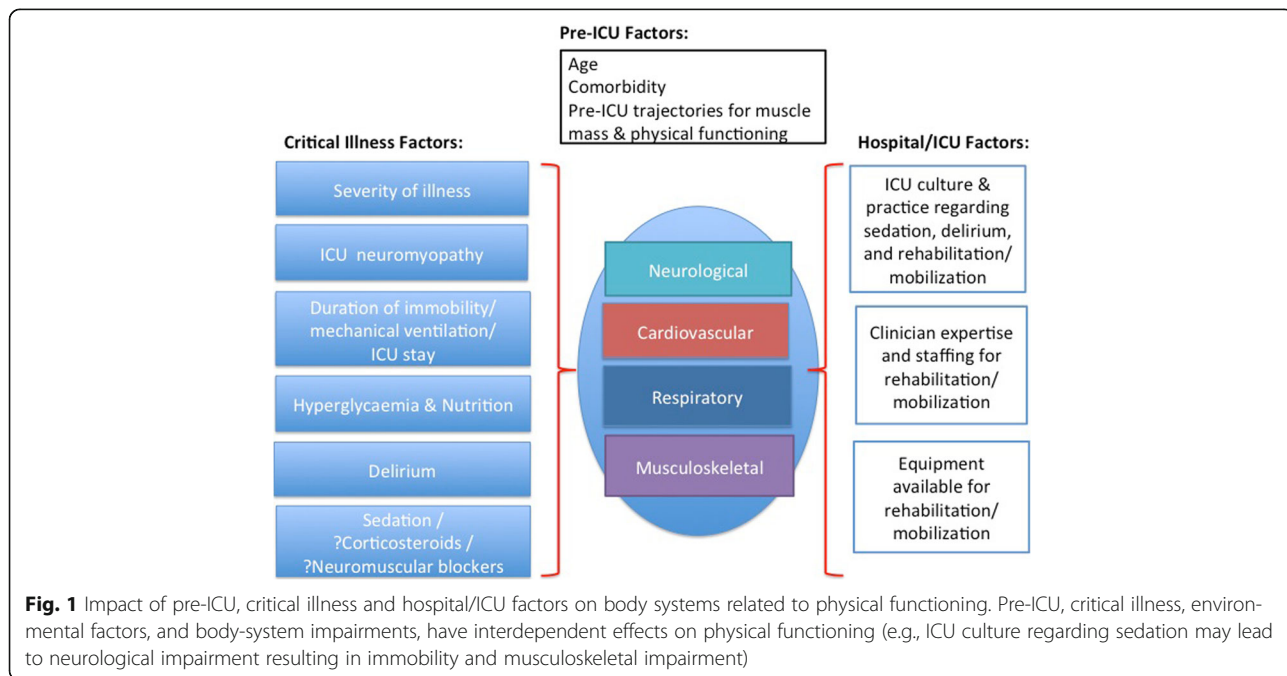 Pre-ICU Factors:
Age
Comorbidity
Pre-ICU trajectories for muscle
mass & physical functioning
Critical Illness Factors:
Severity of illness
ICU neuromyopathy
Duration of immobility/
mechanical ventilation/
ICU stay
Hyperglycaemia & Nutrition
Delirium
Sedation /
?Corticosteroids /
?Neuromuscular blockers
Neurological
Cardiovascular
Respiratory
Musculoskeletal
Hospital/ICU Factors:
ICU culture &
practice regarding
sedation, delirium,
and rehabilitation/
mobilization
Clinician expertise
and staffing for
rehabilitation/
mobilization
Equipment
available for
rehabilitation/
mobilization
Fig. 1 Impact of pre-ICU, critical illness and hospital/ICU factors on body systems related to physical functioning. Pre-ICU, critical illness, environ-
mental factors, and body-system impairments, have interdependent effects on physical functioning (e.g., ICU culture regarding sedation may lead
to neurological impairment resulting in immobility and musculoskeletal impairment)